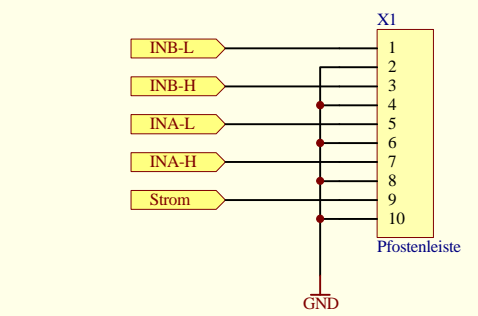 X1
INB-L
1
2
INB-H
3
4
INA-L
5
6
INA-H
7
8
Strom
9
10
Pfostenleiste
GND